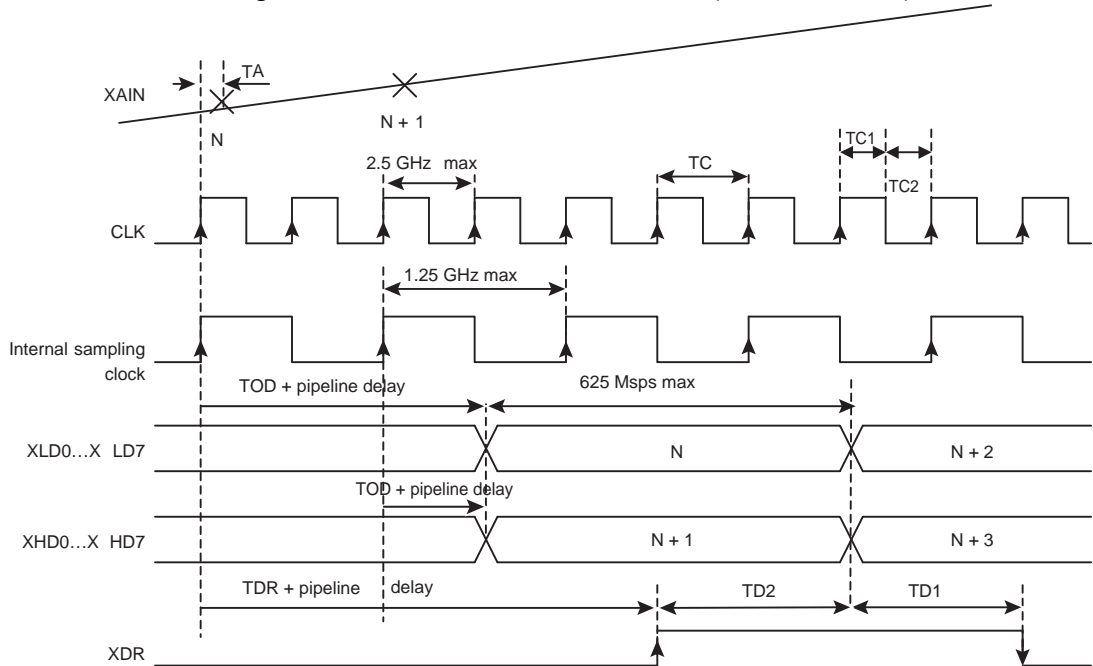 TA
XAIN
N
N + 1
TC1
2.5 GHz max
TC
TC2
CLK
1.25 GHz max
Internal sampling
clock
TOD + pipeline delay
625 Msps max
XLD0…X LD7
N
N + 2
TOD + pipeline delay
XHD0…X HD7
N + 1
N + 3
TDR + pipeline delay
TD2
TD1
XDR